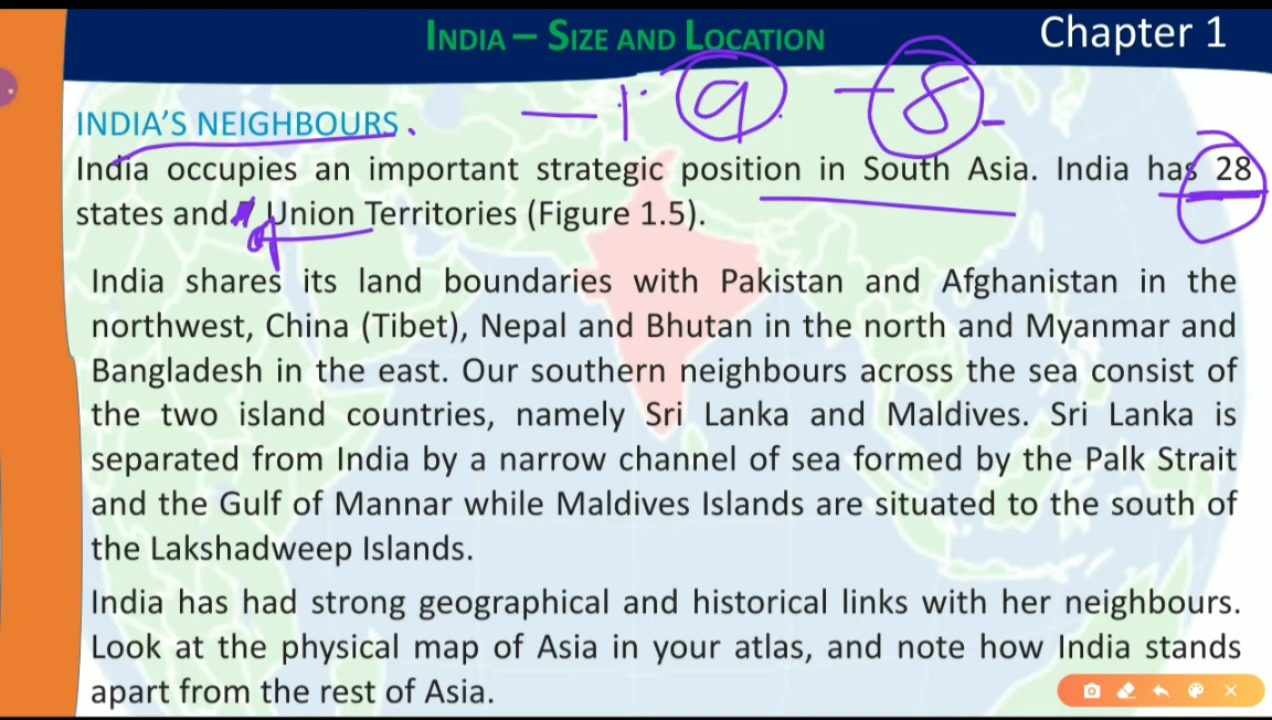 INDIA – SIZE AND LOCATION
Chapter 1
– 1 9 – 8 –
INDIA'S NEIGHBOURS
India occupies an important strategic position in South Asia. India has 28
states and Union Territories (Figure 1.5).
India shares its land boundaries with Pakistan and Afghanistan in the
northwest, China (Tibet), Nepal and Bhutan in the north and Myanmar and
Bangladesh in the east. Our southern neighbours across the sea consist of
the two island countries, namely Sri Lanka and Maldives. Sri Lanka is
separated from India by a narrow channel of sea formed by the Palk Strait
and the Gulf of Mannar while Maldives Islands are situated to the south of
the Lakshadweep Islands.
India has had strong geographical and historical links with her neighbours.
Look at the physical map of Asia in your atlas, and note how India stands
apart from the rest of Asia.